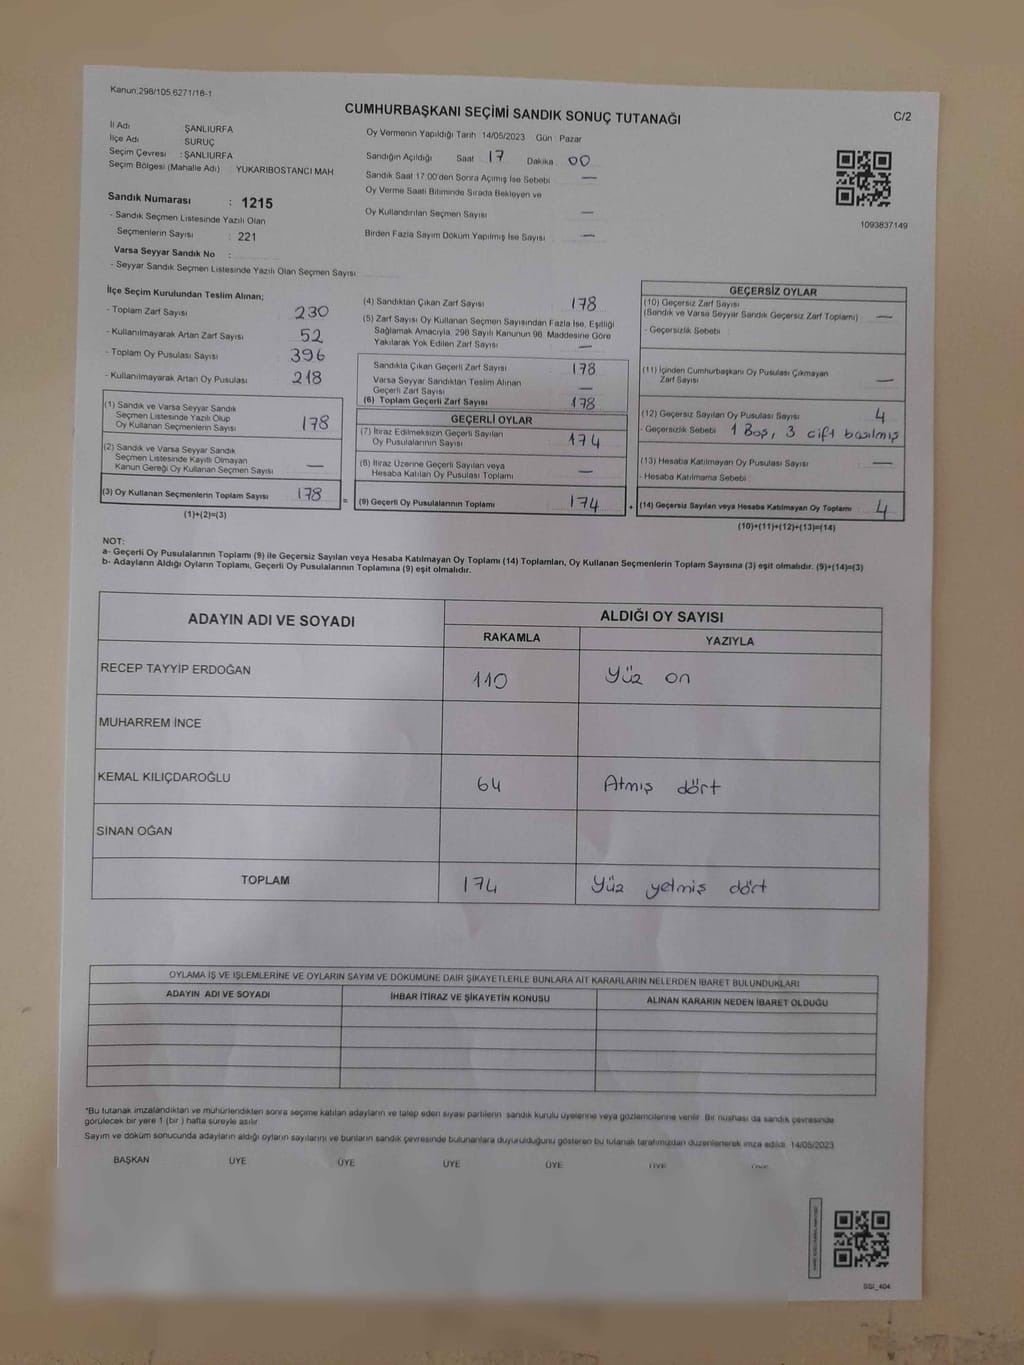 Kanun;298/105,6271/18-1
CUMHURBAŞKANI SEÇİMİ SANDIK SONUÇ TUTANAĞI
C/2
İl Adı ŞANLIURFA
İlçe Adı SURUÇ
Seçim Çevresi : ŞANLIURFA
Seçim Bölgesi (Mahalle Adı) : YUKARIBOSTANCI MAH
Sandık Numarası : 1215
- Sandık Seçmen Listesinde Yazılı Olan
Seçmenlerin Sayısı : 221
Varsa Seyyar Sandık No :
- Seyyar Sandık Seçmen Listesinde Yazılı Olan Seçmen Sayısı
Oy Vermenin Yapıldığı Tarih :14/05/2023 Gün : Pazar
Sandığın Açıldığı Saat 17 Dakika 00
Sandık Saat 17:00'den Sonra Açımış İse Sebebi : —
Oy Verme Saati Bitiminde Sırada Bekleyen ve
Oy Kullandırılan Seçmen Sayısı —
Birden Fazla Sayım Döküm Yapılmış İse Sayısı —
1093837149
İlçe Seçim Kurulundan Teslim Alınan;
- Toplam Zarf Sayısı 230
- Kullanılmayarak Artan Zarf Sayısı 52
- Toplam Oy Pusulası Sayısı 396
- Kullanılmayarak Artan Oy Pusulası 218
(1) Sandık ve Varsa Seyyar Sandık
Seçmen Listesinde Yazılı Olup
Oy Kullanan Seçmenlerin Sayısı 178
(2) Sandık ve Varsa Seyyar Sandık
Seçmen Listesinde Kayıtlı Olmayan
Kanun Gereği Oy Kullanan Seçmen Sayısı —
(3) Oy Kullanan Seçmenlerin Toplam Sayısı 178
(1)+(2)=(3)
=
(4) Sandıktan Çıkan Zarf Sayısı 178
(5) Zarf Sayısı Oy Kullanan Seçmen Sayısından Fazla İse, Eşitliği
Sağlamak Amacıyla, 298 Sayılı Kanunun 98. Maddesine Göre
Yakılarak Yok Edilen Zarf Sayısı —
Sandıkta Çıkan Geçerli Zarf Sayısı 178
Varsa Seyyar Sandıktan Teslim Alınan
Geçerli Zarf Sayısı —
(6) Toplam Geçerli Zarf Sayısı 178
GEÇERLİ OYLAR
(7) İtiraz Edilmeksizin Geçerli Sayılan
Oy Pusulalarının Sayısı 174
(8) İtiraz Üzerine Geçerli Sayılan veya
Hesaba Katılan Oy Pusulaları Toplamı —
(9) Geçerli Oy Pusulalarının Toplamı 174
+
GEÇERSİZ OYLAR
(10) Geçersiz Zarf Sayısı
(Sandık ve Varsa Seyyar Sandık Geçersiz Zarf Toplamı) —
- Geçersizlik Sebebi :
(11) İçinden Cumhurbaşkanı Oy Pusulası Çıkmayan
Zarf Sayısı —
(12) Geçersiz Sayılan Oy Pusulası Sayısı 4
- Geçersizlik Sebebi : 1 Boş, 3 çift basılmış
(13) Hesaba Katılmayan Oy Pusulası Sayısı —
- Hesaba Katılmama Sebebi :
(14) Geçersiz Sayılan veya Hesaba Katılmayan Oy Toplamı 4
(10)+(11)+(12)+(13)=(14)
NOT:
a- Geçerli Oy Pusulalarının Toplamı (9) ile Geçersiz Sayılan veya Hesaba Katılmayan Oy Toplamı (14) Toplamları, Oy Kullanan Seçmenlerin Toplam Sayısına (3) eşit olmalıdır. (9)+(14)=(3)
b- Adayların Aldığı Oyların Toplamı, Geçerli Oy Pusulalarının Toplamına (9) eşit olmalıdır.
ADAYIN ADI VE SOYADI
ALDIĞI OY SAYISI
RAKAMLA YAZIYLA
RECEP TAYYİP ERDOĞAN 110 Yüz on
MUHARREM İNCE
KEMAL KILIÇDAROĞLU 64 Atmış dört
SİNAN OĞAN
TOPLAM 174 Yüz yetmiş dört
OYLAMA İŞ VE İŞLEMLERİNE VE OYLARIN SAYIM VE DÖKÜMÜNE DAİR ŞİKAYETLERLE BUNLARA AİT KARARLARIN NELERDEN İBARET BULUNDUKLARI
ADAYIN ADI VE SOYADI İHBAR İTİRAZ VE ŞİKAYETİN KONUSU ALINAN KARARIN NEDEN İBARET OLDUĞU
*Bu tutanak imzalandıktan ve mühürlendikten sonra seçime katılan adayların ve talep eden siyasi partilerin sandık kurulu üyelerine veya gözlemcilerine verilir. Bir nüshası da sandık çevresinde
görülecek bir yere 1 (bir ) hafta süreyle asılır.
Sayım ve döküm sonucunda adayların aldığı oyların sayılarını ve bunların sandık çevresinde bulunanlara duyurulduğunu gösteren bu tutanak tarafımızdan düzenlenerek imza edildi. 14/05/2023
BAŞKAN ÜYE ÜYE ÜYE ÜYE ÜYE ÜYE
SSI_404